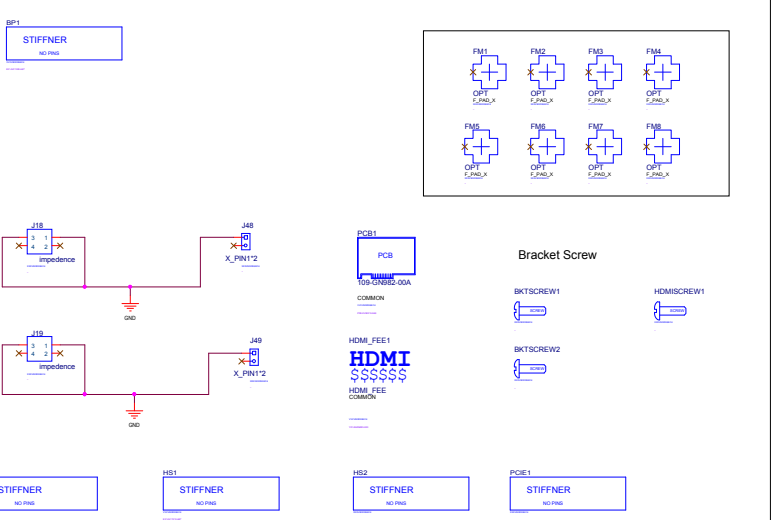 BP1
STIFFNER
NO PINS
FM1
FM2
FM3
FM4
OPT
F_PAD_X
OPT
F_PAD_X
OPT
F_PAD_X
OPT
F_PAD_X
FM5
FM6
FM7
FM8
OPT
F_PAD_X
OPT
F_PAD_X
OPT
F_PAD_X
OPT
F_PAD_X
J18
3 1
4 2
impedence
GND
J48
X_PIN1*2
PCB1
PCB
109-GN982-00A
COMMON
Bracket Screw
BKTSCREW1
SCREW
HDMISCREW1
SCREW
J19
3 1
4 2
impedence
GND
J49
X_PIN1*2
HDMI_FEE1
HDMI
$$$$$$
HDMI_FEE
COMMON
BKTSCREW2
SCREW
STIFFNER
NO PINS
HS1
STIFFNER
NO PINS
HS2
STIFFNER
NO PINS
PCIE1
STIFFNER
NO PINS